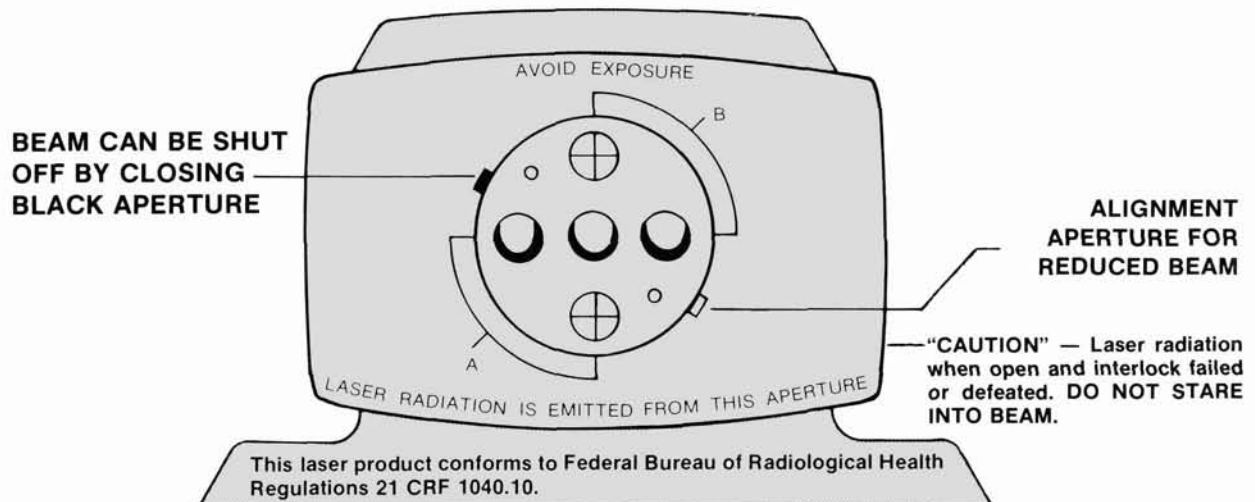 AVOID EXPOSURE
B
BEAM CAN BE SHUT
OFF BY CLOSING
BLACK APERTURE
ALIGNMENT
APERTURE FOR
REDUCED BEAM
A
"CAUTION" — Laser radiation
when open and interlock failed
or defeated. DO NOT STARE
INTO BEAM.
LASER RADIATION IS EMITTED FROM THIS APERTURE
This laser product conforms to Federal Bureau of Radiological Health
Regulations 21 CRF 1040.10.